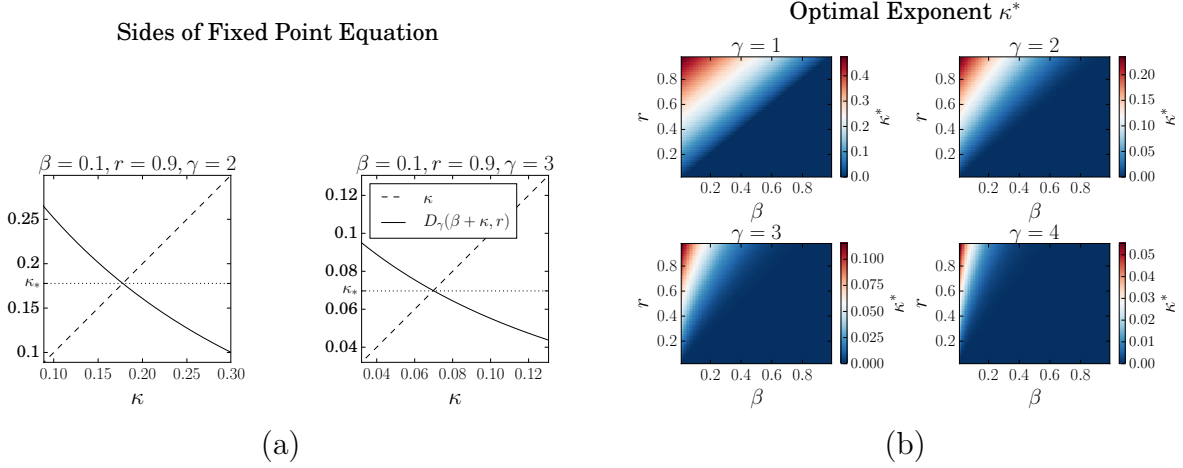 Sides of Fixed Point Equation
β = 0.1, r = 0.9, γ = 2
0.25
0.2
κ*
0.15
0.1
0.10 0.15 0.20 0.25 0.30
κ
β = 0.1, r = 0.9, γ = 3
κ
D_γ(β + κ, r)
0.12
0.1
0.08
κ*
0.06
0.04
0.04 0.06 0.08 0.10 0.12
κ
(a)
Optimal Exponent κ*
γ = 1
r
0.8
0.6
0.4
0.2
0.2 0.4 0.6 0.8
β
0.4
0.3
0.2
0.1
0.0
κ*
γ = 2
r
0.8
0.6
0.4
0.2
0.2 0.4 0.6 0.8
β
0.20
0.15
0.10
0.05
0.00
κ*
γ = 3
r
0.8
0.6
0.4
0.2
0.2 0.4 0.6 0.8
β
0.100
0.075
0.050
0.025
0.000
κ*
γ = 4
r
0.8
0.6
0.4
0.2
0.2 0.4 0.6 0.8
β
0.05
0.04
0.03
0.02
0.01
0.00
κ*
(b)